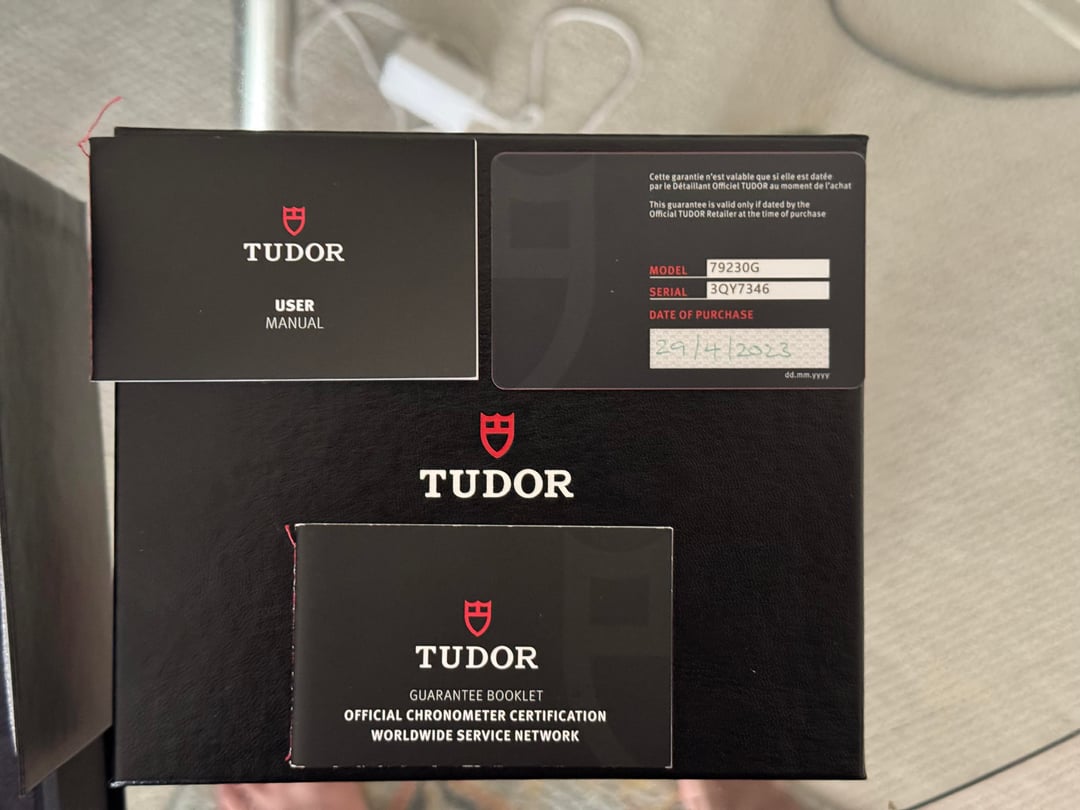 TUDOR
USER
MANUAL
Cette garantie n'est valable que si elle est datée
par le Détaillant Officiel TUDOR au moment de l'achat
This guarantee is valid only if dated by the
Official TUDOR Retailer at the time of purchase
MODEL 79230G
SERIAL 3QY7346
DATE OF PURCHASE
29/4/2023
dd.mm.yyyy
TUDOR
TUDOR
GUARANTEE BOOKLET
OFFICIAL CHRONOMETER CERTIFICATION
WORLDWIDE SERVICE NETWORK